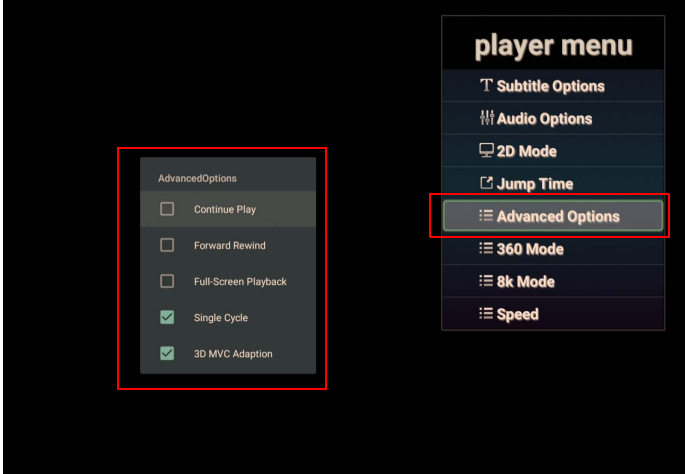 player menu
Subtitle Options
Audio Options
2D Mode
Jump Time
Advanced Options
360 Mode
8k Mode
Speed
AdvancedOptions
Continue Play
Forward Rewind
Full-Screen Playback
Single Cycle
3D MVC Adaption